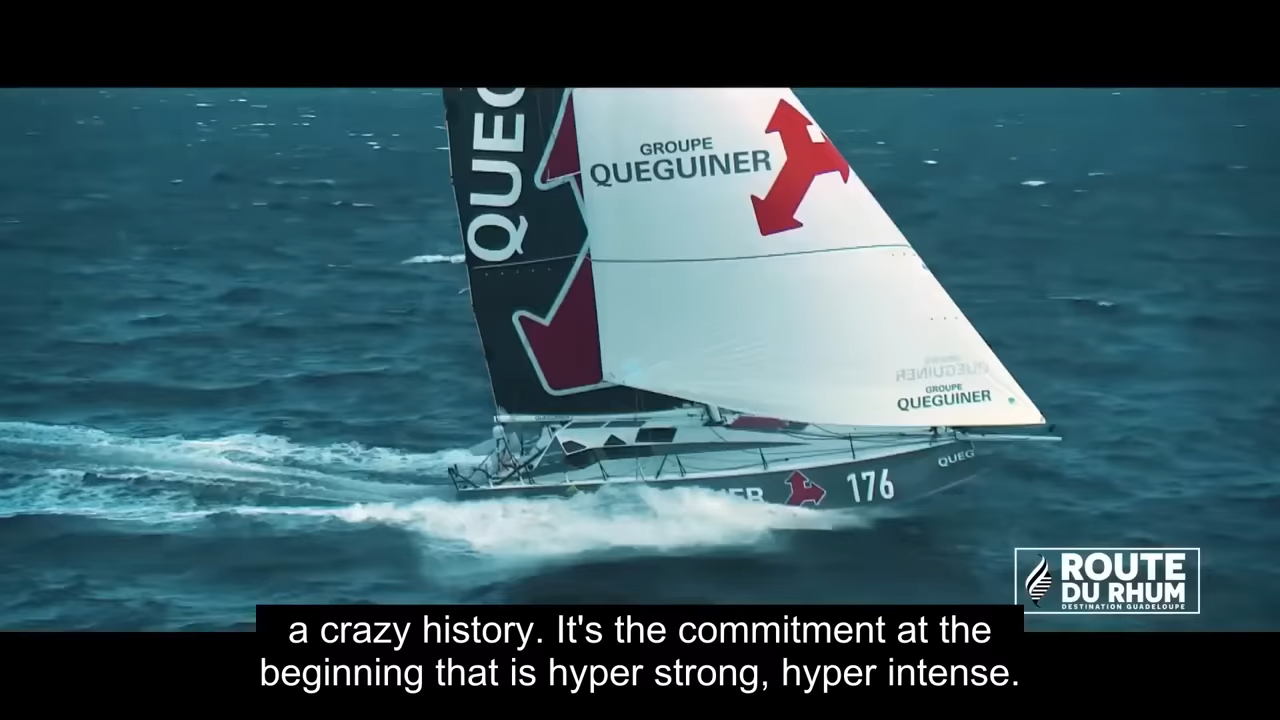 QUEG
GROUPE
QUEGUINER
QUEGUINER
GROUPE
QUEGUINER
QUEG
176
ROUTE
DU RHUM
DESTINATION GUADELOUPE
a crazy history. It's the commitment at the
beginning that is hyper strong, hyper intense.